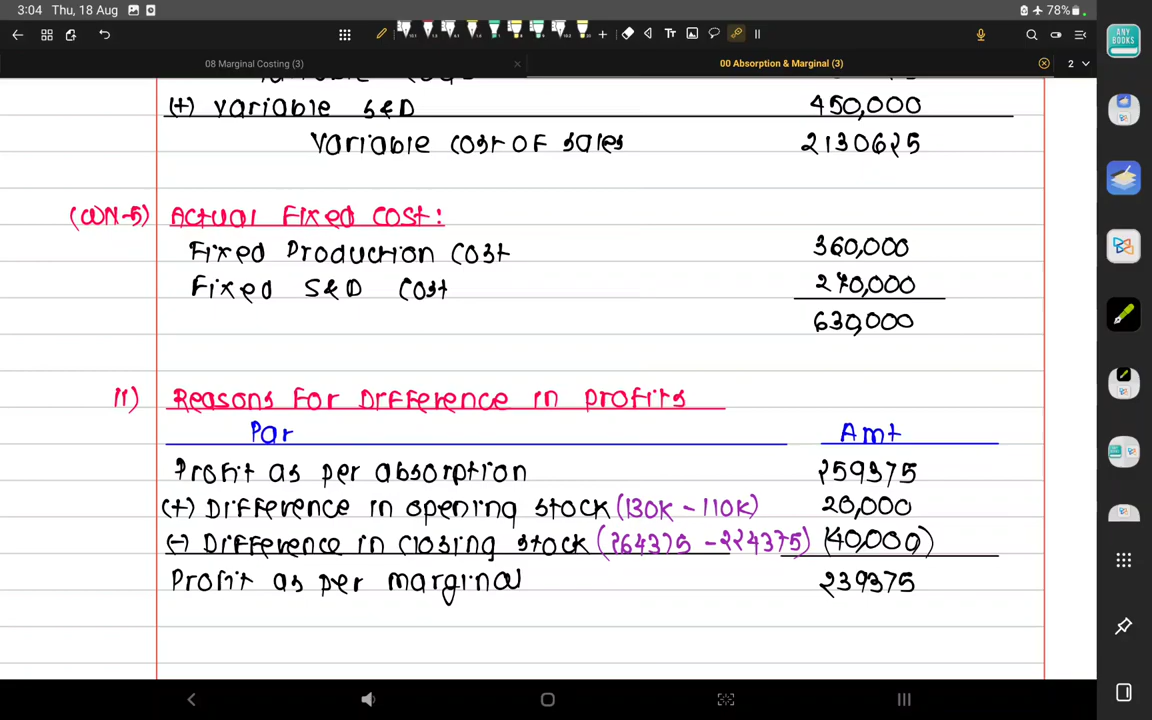 3:04 Thu, 18 Aug 78%
08 Marginal Costing (3) 00 Absorption & Marginal (3) 2
(+) Variable S&D 450,000
Variable Cost Of Sales 2130625
(WN-5) Actual Fixed Cost:
Fixed Production Cost 360,000
Fixed S&D Cost 270,000
630,000
II) Reasons For Difference in Profits
Par Amt
Profit as per absorption 259375
(+) Difference in opening stock (130K - 110K) 20,000
(-) Difference in Closing stock (264375 - 224375) (40,000)
Profit as per marginal 239375
Tr
ANY BOOKS